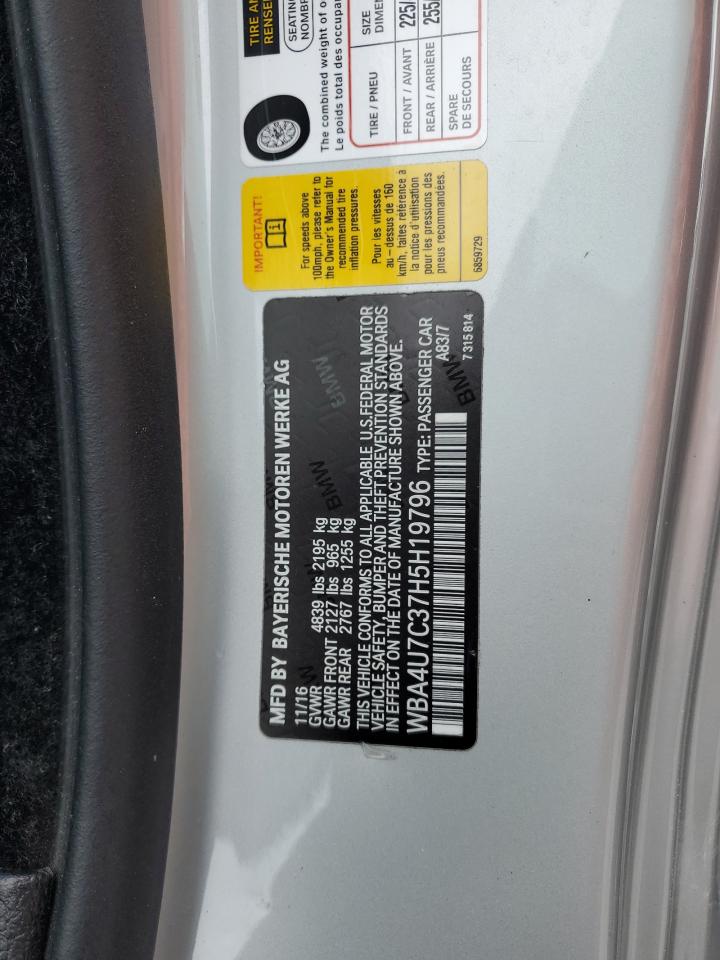 TIRE AN
RENSE
SEATING
NOMBR
The combined weight of o
Le poids total des occupa
SIZE
DIME
TIRE / PNEU
FRONT / AVANT
225/
REAR / ARRIÈRE
255
SPARE
DE SECOURS
IMPORTANT!
For speeds above
100mph, please refer to
the Owner's Manual for
recommended tire
inflation pressures.
Pour les vitesses
au – dessus de 160
km/h, faites référence à
la notice d'utilisation
pour les pressions des
pneus recommandées.
6859729
MFD BY BAYERISCHE MOTOREN WERKE AG
11/16
GVWR 4839 lbs 2195 kg
GAWR FRONT 2127 lbs 965 kg
GAWR REAR 2767 lbs 1255 kg
THIS VEHICLE CONFORMS TO ALL APPLICABLE U.S.FEDERAL MOTOR
VEHICLE SAFETY, BUMPER AND THEFT PREVENTION STANDARDS
IN EFFECT ON THE DATE OF MANUFACTURE SHOWN ABOVE.
WBA4U7C37H5H19796 TYPE: PASSENGER CAR
A83/7
7 315 814
BMW
BMW
BMW